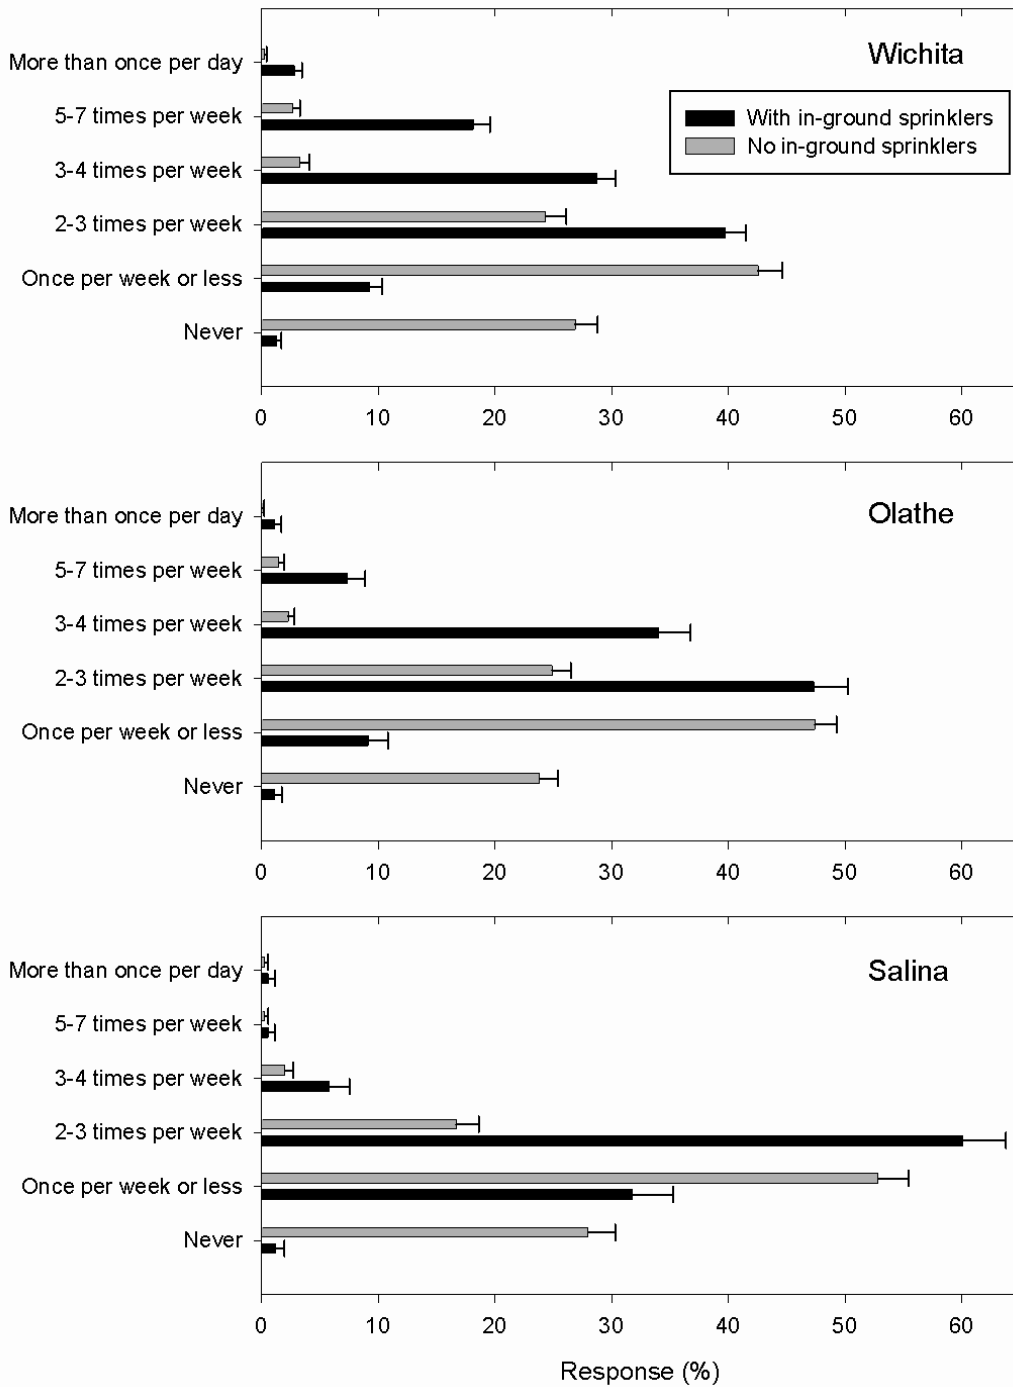 Wichita
More than once per day
5-7 times per week
With in-ground sprinklers
No in-ground sprinklers
3-4 times per week
2-3 times per week
Once per week or less
Never
0 10 20 30 40 50 60
Olathe
More than once per day
5-7 times per week
3-4 times per week
2-3 times per week
Once per week or less
Never
0 10 20 30 40 50 60
Salina
More than once per day
5-7 times per week
3-4 times per week
2-3 times per week
Once per week or less
Never
0 10 20 30 40 50 60
Response (%)